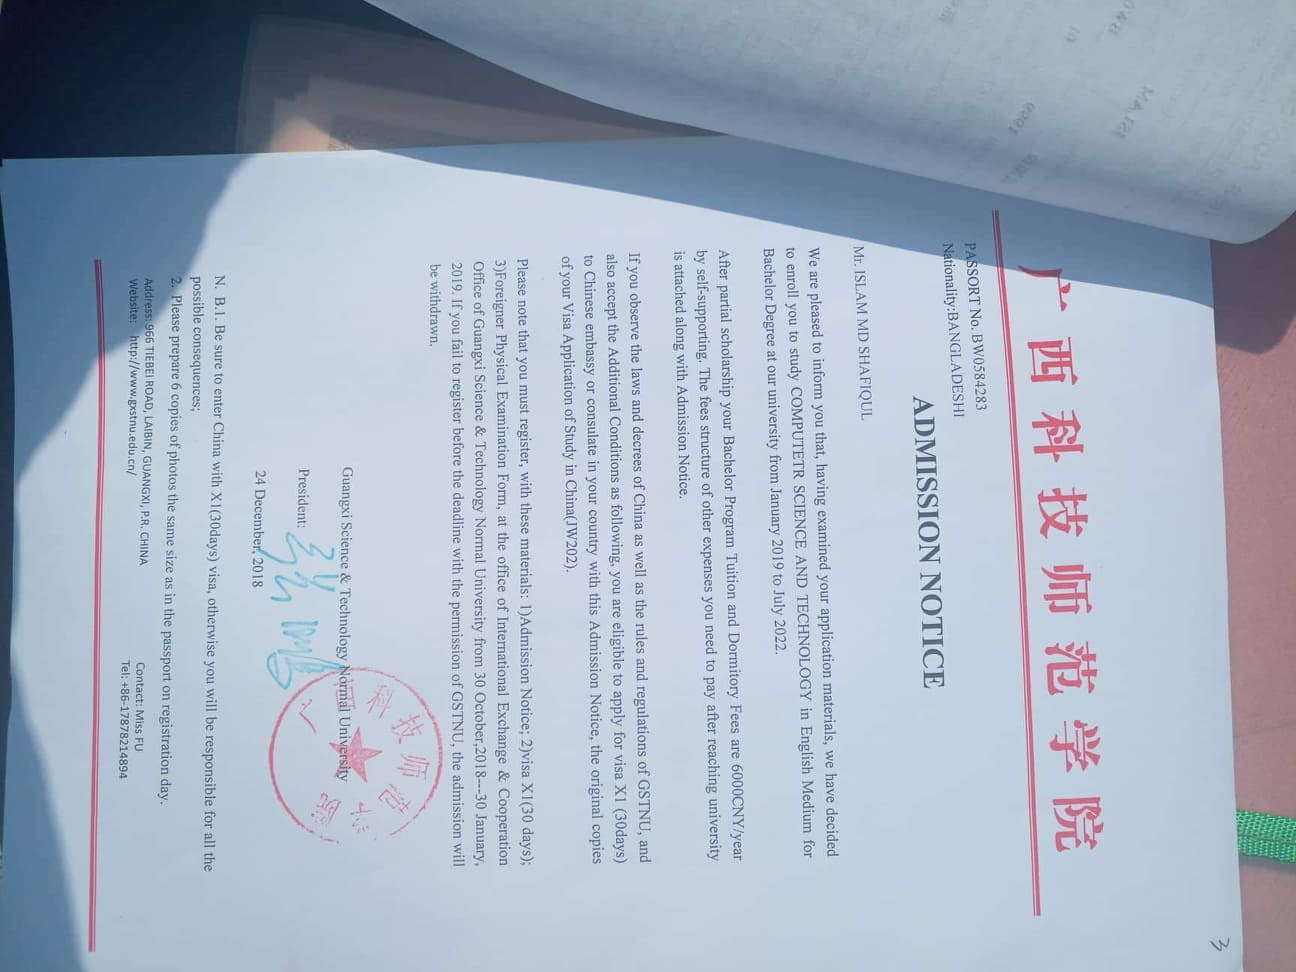 3
广西科技师范学院
PASSORT No. BW0584283
Nationality:BANGLADESHI
ADMISSION NOTICE
Mr. ISLAM MD SHAFIQUL
We are pleased to inform you that, having examined your application materials, we have decided
to enroll you to study COMPUTETR SCIENCE AND TECHNOLOGY in English Medium for
Bachelor Degree at our university from January 2019 to July 2022.
After partial scholarship your Bachelor Program Tuition and Dormitory Fees are 6000CNY/year
by self-supporting. The fees structure of other expenses you need to pay after reaching university
is attached along with Admission Notice.
If you observe the laws and decrees of China as well as the rules and regulations of GSTNU, and
also accept the Additional Conditions as following, you are eligible to apply for visa X1 (30days)
to Chinese embassy or consulate in your country with this Admission Notice, the original copies
of your Visa Application of Study in China(JW202).
Please note that you must register, with these materials: 1)Admission Notice; 2)visa X1(30 days);
3)Foreigner Physical Examination Form, at the office of International Exchange & Cooperation
Office of Guangxi Science & Technology Normal University from 30 October,2018---30 January,
2019. If you fail to register before the deadline with the permission of GSTNU, the admission will
be withdrawn.
Guangxi Science & Technology Normal University
President:
24 December, 2018
广西科技师范学院
N. B.1. Be sure to enter China with X1(30days) visa, otherwise you will be responsible for all the
possible consequences;
2. Please prepare 6 copies of photos the same size as in the passport on registration day.
Address: 966 TIEBEI ROAD, LAIBIN, GUANGXI, P.R. CHINA
Contact: Miss FU
Website: http://www.gxstnu.edu.cn/
Tel: +86-17878214894